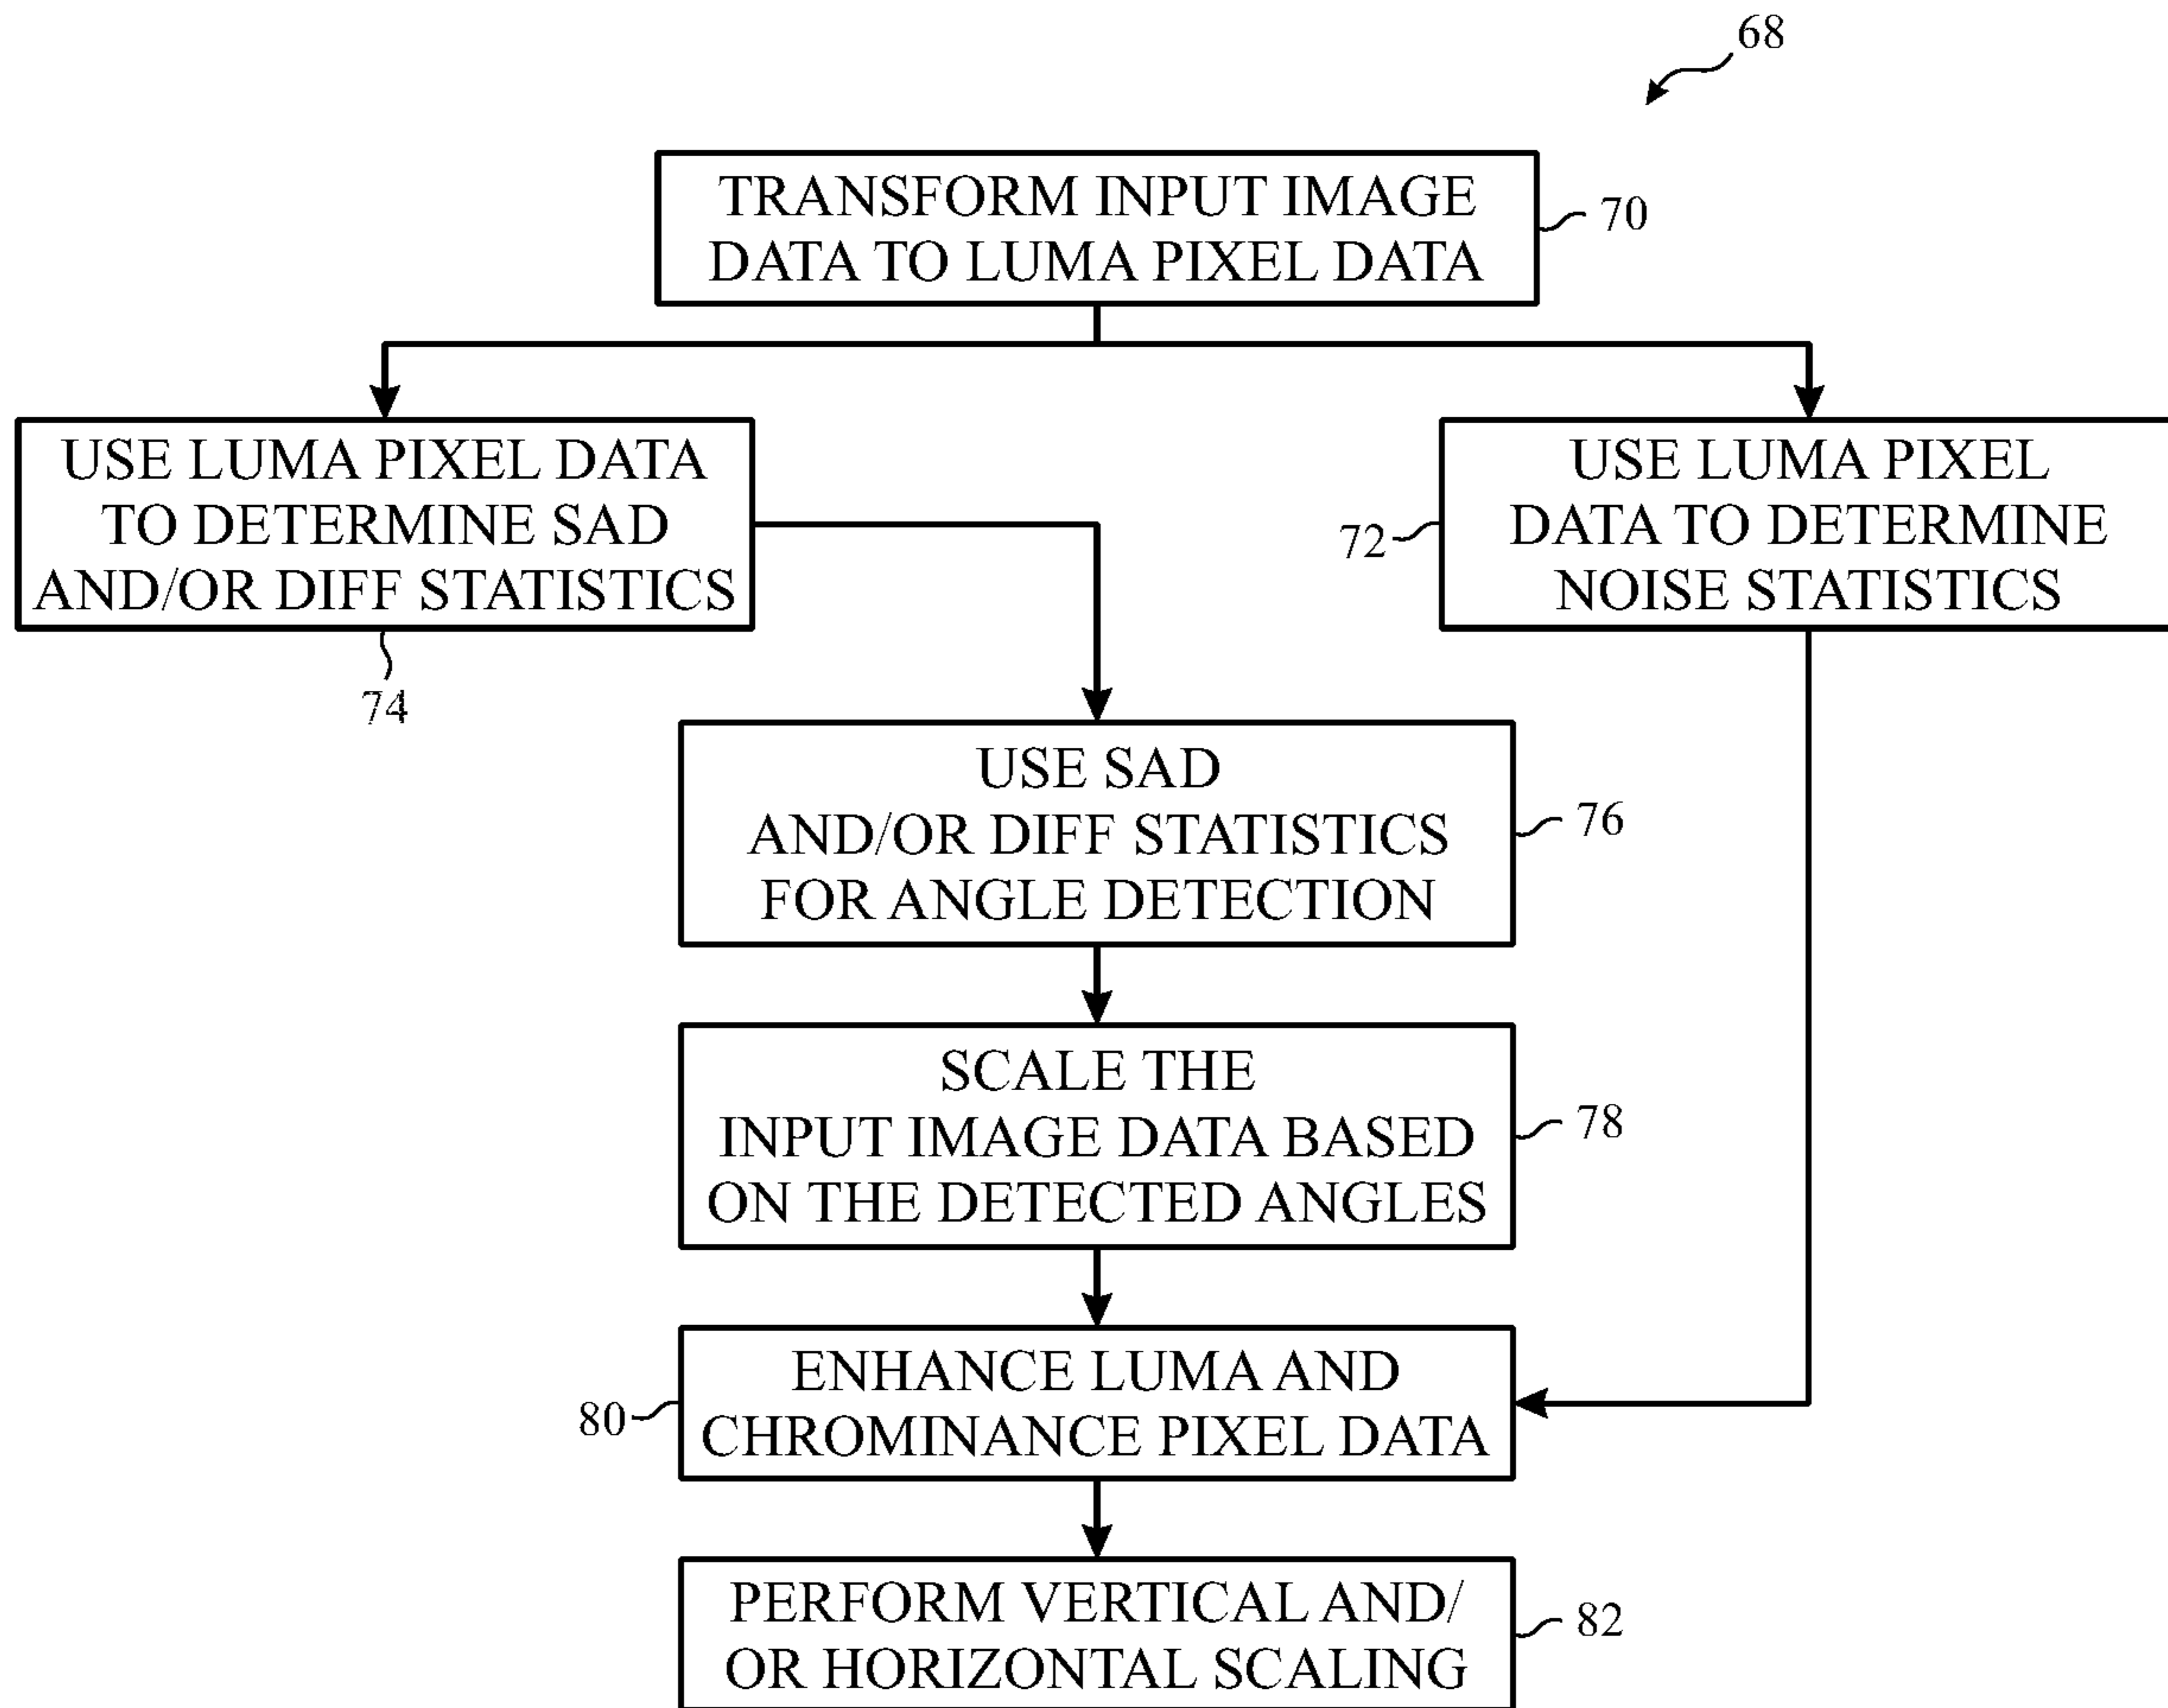 68
TRANSFORM INPUT IMAGE
DATA TO LUMA PIXEL DATA
70
USE LUMA PIXEL DATA
TO DETERMINE SAD
AND/OR DIFF STATISTICS
74
USE LUMA PIXEL
DATA TO DETERMINE
NOISE STATISTICS
72
USE SAD
AND/OR DIFF STATISTICS
FOR ANGLE DETECTION
76
SCALE THE
INPUT IMAGE DATA BASED
ON THE DETECTED ANGLES
78
ENHANCE LUMA AND
CHROMINANCE PIXEL DATA
80
PERFORM VERTICAL AND/
OR HORIZONTAL SCALING
82